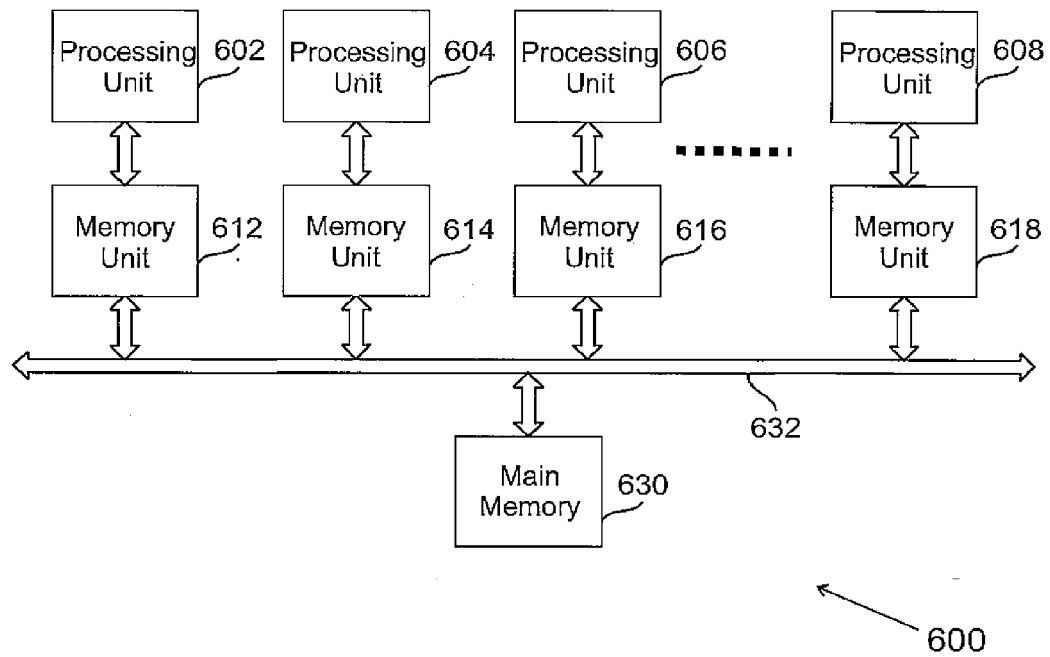 Processing
Unit
602
Processing
Unit
604
Processing
Unit
606
Processing
Unit
608
Memory
Unit
612
Memory
Unit
614
Memory
Unit
616
Memory
Unit
618
632
Main
Memory
630
600